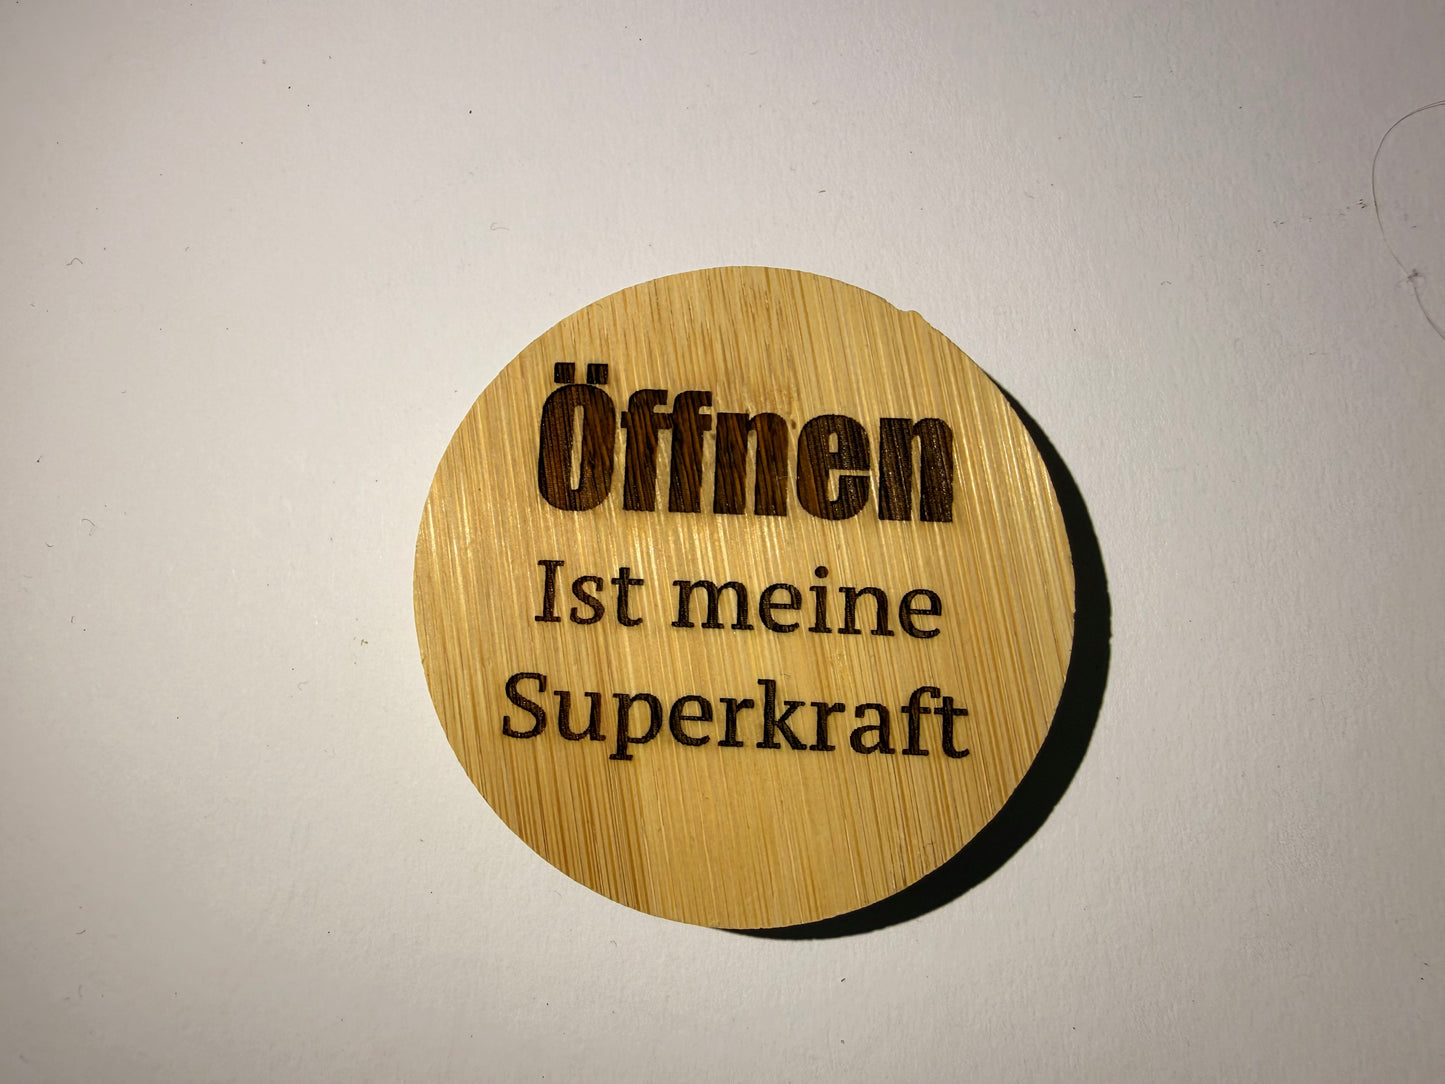 Öffnen
Ist meine
Superkraft